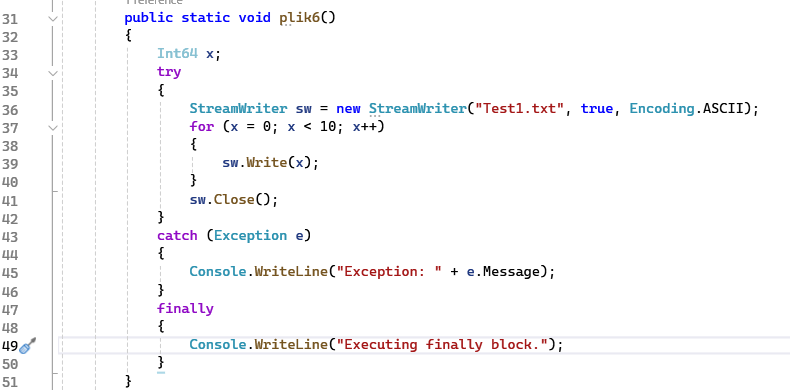 1 reference
31 public static void plik6()
32 {
33 Int64 x;
34 try
35 {
36 StreamWriter sw = new StreamWriter("Test1.txt", true, Encoding.ASCII);
37 for (x = 0; x < 10; x++)
38 {
39 sw.Write(x);
40 }
41 sw.Close();
42 }
43 catch (Exception e)
44 {
45 Console.WriteLine("Exception: " + e.Message);
46 }
47 finally
48 {
49 Console.WriteLine("Executing finally block.");
50 }
51 }